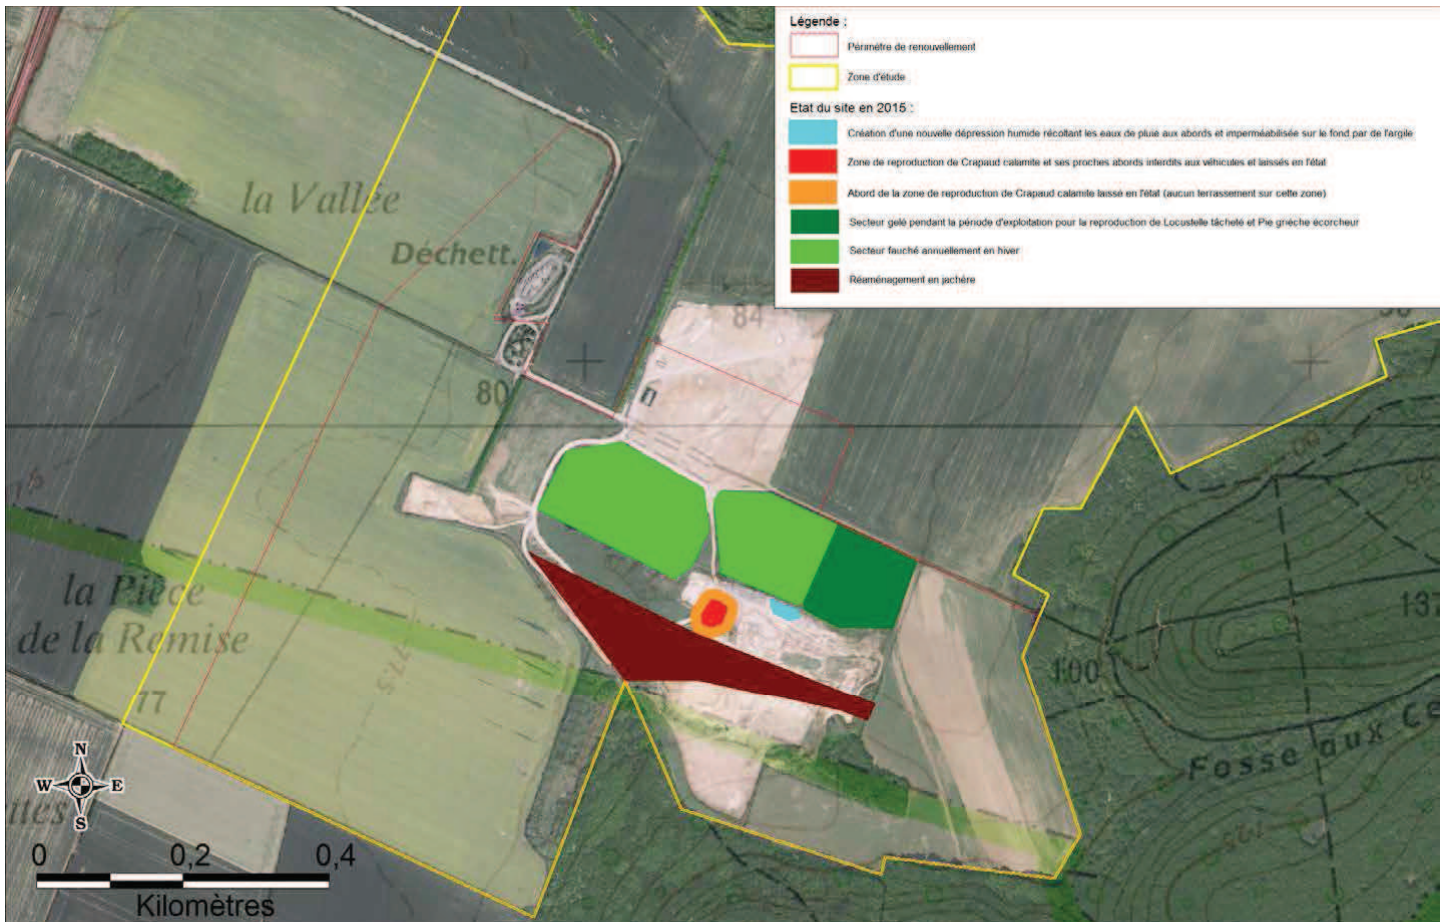 Légende :
Périmètre de renouvellement
Zone d'étude
Etat du site en 2015 :
Création d'une nouvelle dépression humide récoltant les eaux de pluie aux abords et imperméabilisée sur le fond par de l'argile
Zone de reproduction de Crapaud calamite et ses proches abords interdits aux véhicules et laissés en l'état
Abord de la zone de reproduction de Crapaud calamite laissé en l'état (aucun terrassement sur cette zone)
Secteur gelé pendant la période d'exploitation pour la reproduction de Locustelle tâcheté et Pie grièche écorcheur
Secteur fauché annuellement en hiver
Réaménagement en jachère
la Vallée
Déchett.
84
80
la Pièce
de la Remise
77
77,5
100
137
Fosse aux
N
W E
S
0 0,2 0,4
Kilomètres